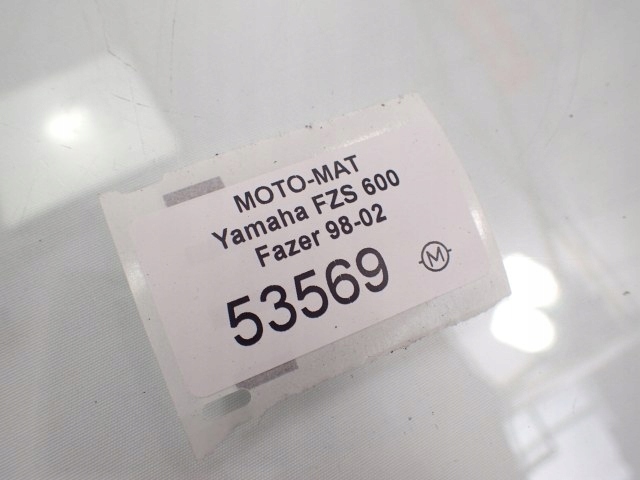 MOTO-MAT
Yamaha FZS 600
Fazer 98-02
53569
M